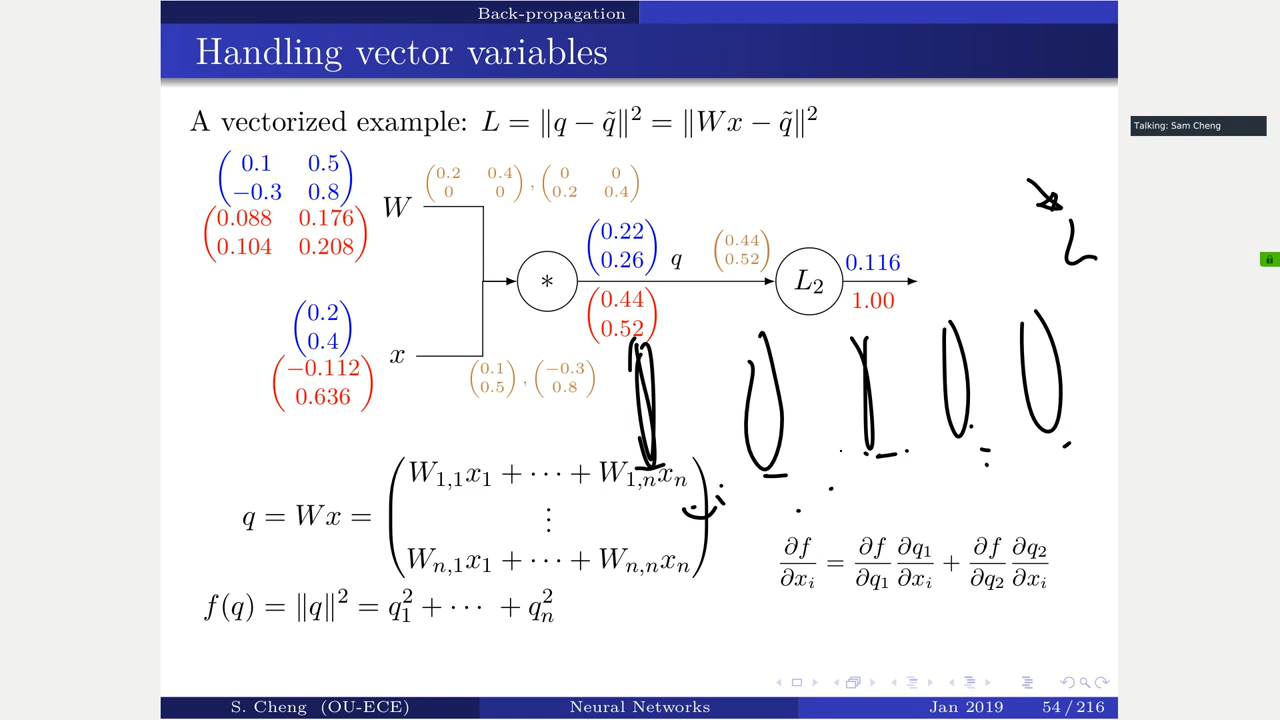 Back-propagation
Handling vector variables
A vectorized example: L = ‖q − q̃‖² = ‖Wx − q̃‖²
Talking: Sam Cheng
0.1 0.5
−0.3 0.8
0.088 0.176
0.104 0.208
W
0.2 0.4
0 0
,
0 0
0.2 0.4
*
0.22
0.26
q
0.44
0.52
0.44
0.52
L₂
0.116
1.00
0.2
0.4
−0.112
0.636
x
0.1
0.5
,
−0.3
0.8
q = Wx =
W₁,₁x₁ + ⋯ + W₁,ₙxₙ
⋮
Wₙ,₁x₁ + ⋯ + Wₙ,ₙxₙ
∂f/∂xᵢ = ∂f/∂q₁ ∂q₁/∂xᵢ + ∂f/∂q₂ ∂q₂/∂xᵢ
f(q) = ‖q‖² = q₁² + ⋯ + qₙ²
S. Cheng (OU-ECE) Neural Networks Jan 2019 54 / 216